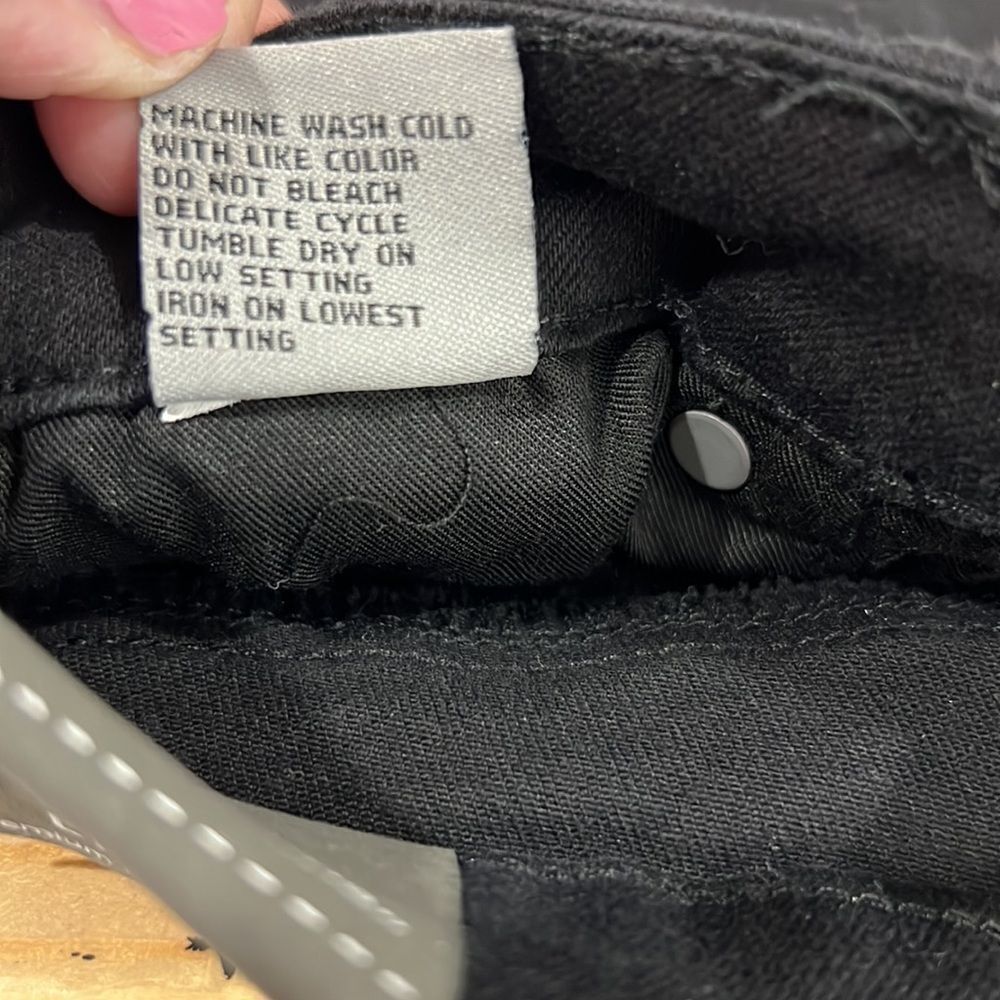 MACHINE WASH COLD
WITH LIKE COLOR
DO NOT BLEACH
DELICATE CYCLE
TUMBLE DRY ON
LOW SETTING
IRON ON LOWEST
SETTING